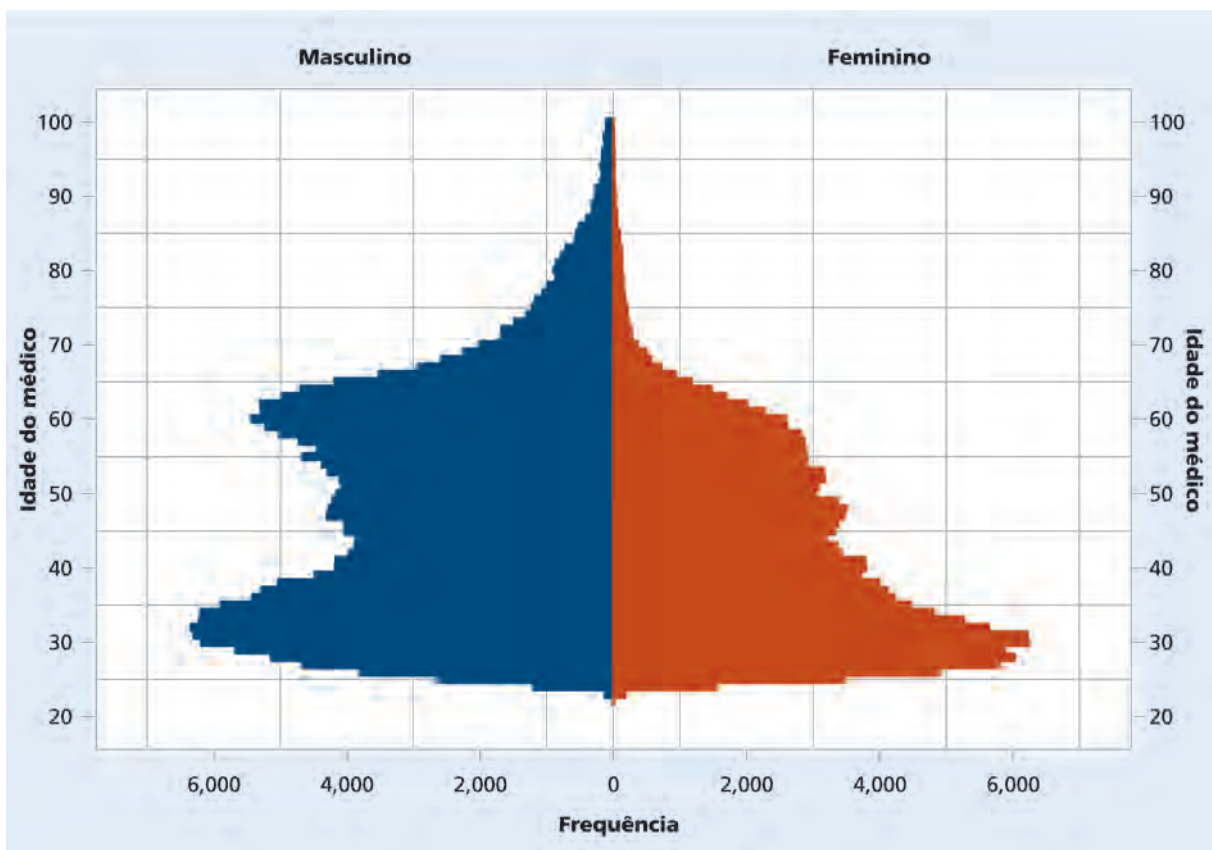 Masculino Feminino
100 100
90 90
80 80
70 70
60 60
50 50
40 40
30 30
20 20
Idade do médico
Idade do médico
6,000 4,000 2,000 0 2,000 4,000 6,000
Frequência